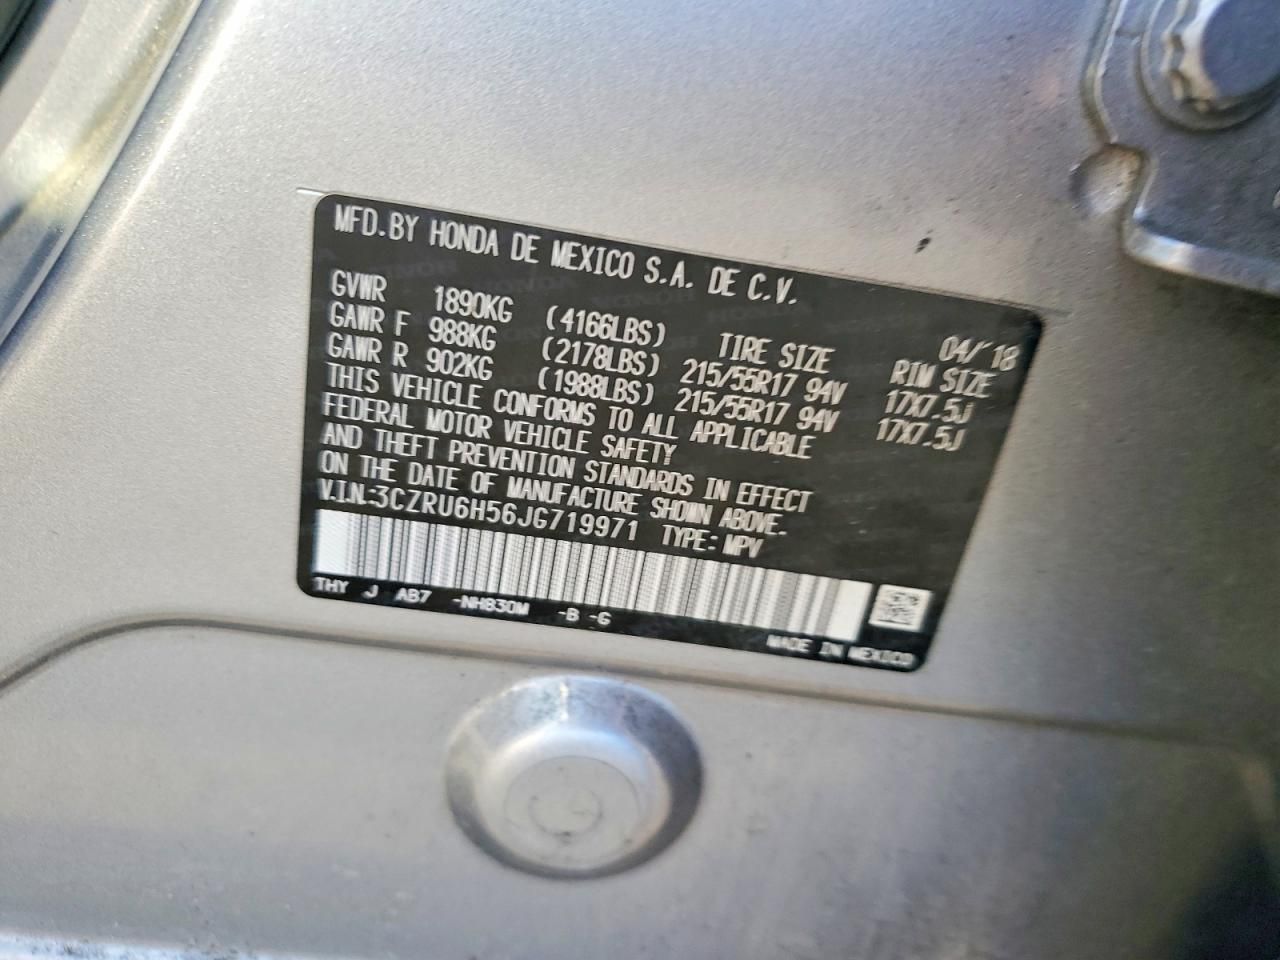 MFD.BY HONDA DE MEXICO S.A. DE C.V.
04/'18
GVWR 1890KG (4166LBS) TIRE SIZE RIM SIZE
GAWR F 988KG (2178LBS) 215/55R17 94V 17X7.5J
GAWR R 902KG (1988LBS) 215/55R17 94V 17X7.5J
THIS VEHICLE CONFORMS TO ALL APPLICABLE
FEDERAL MOTOR VEHICLE SAFETY
AND THEFT PREVENTION STANDARDS IN EFFECT
ON THE DATE OF MANUFACTURE SHOWN ABOVE.
V.I.N.:3CZRU6H56JG719971 TYPE: MPV
THY J AB7 -NH830M -B -G
MADE IN MEXICO